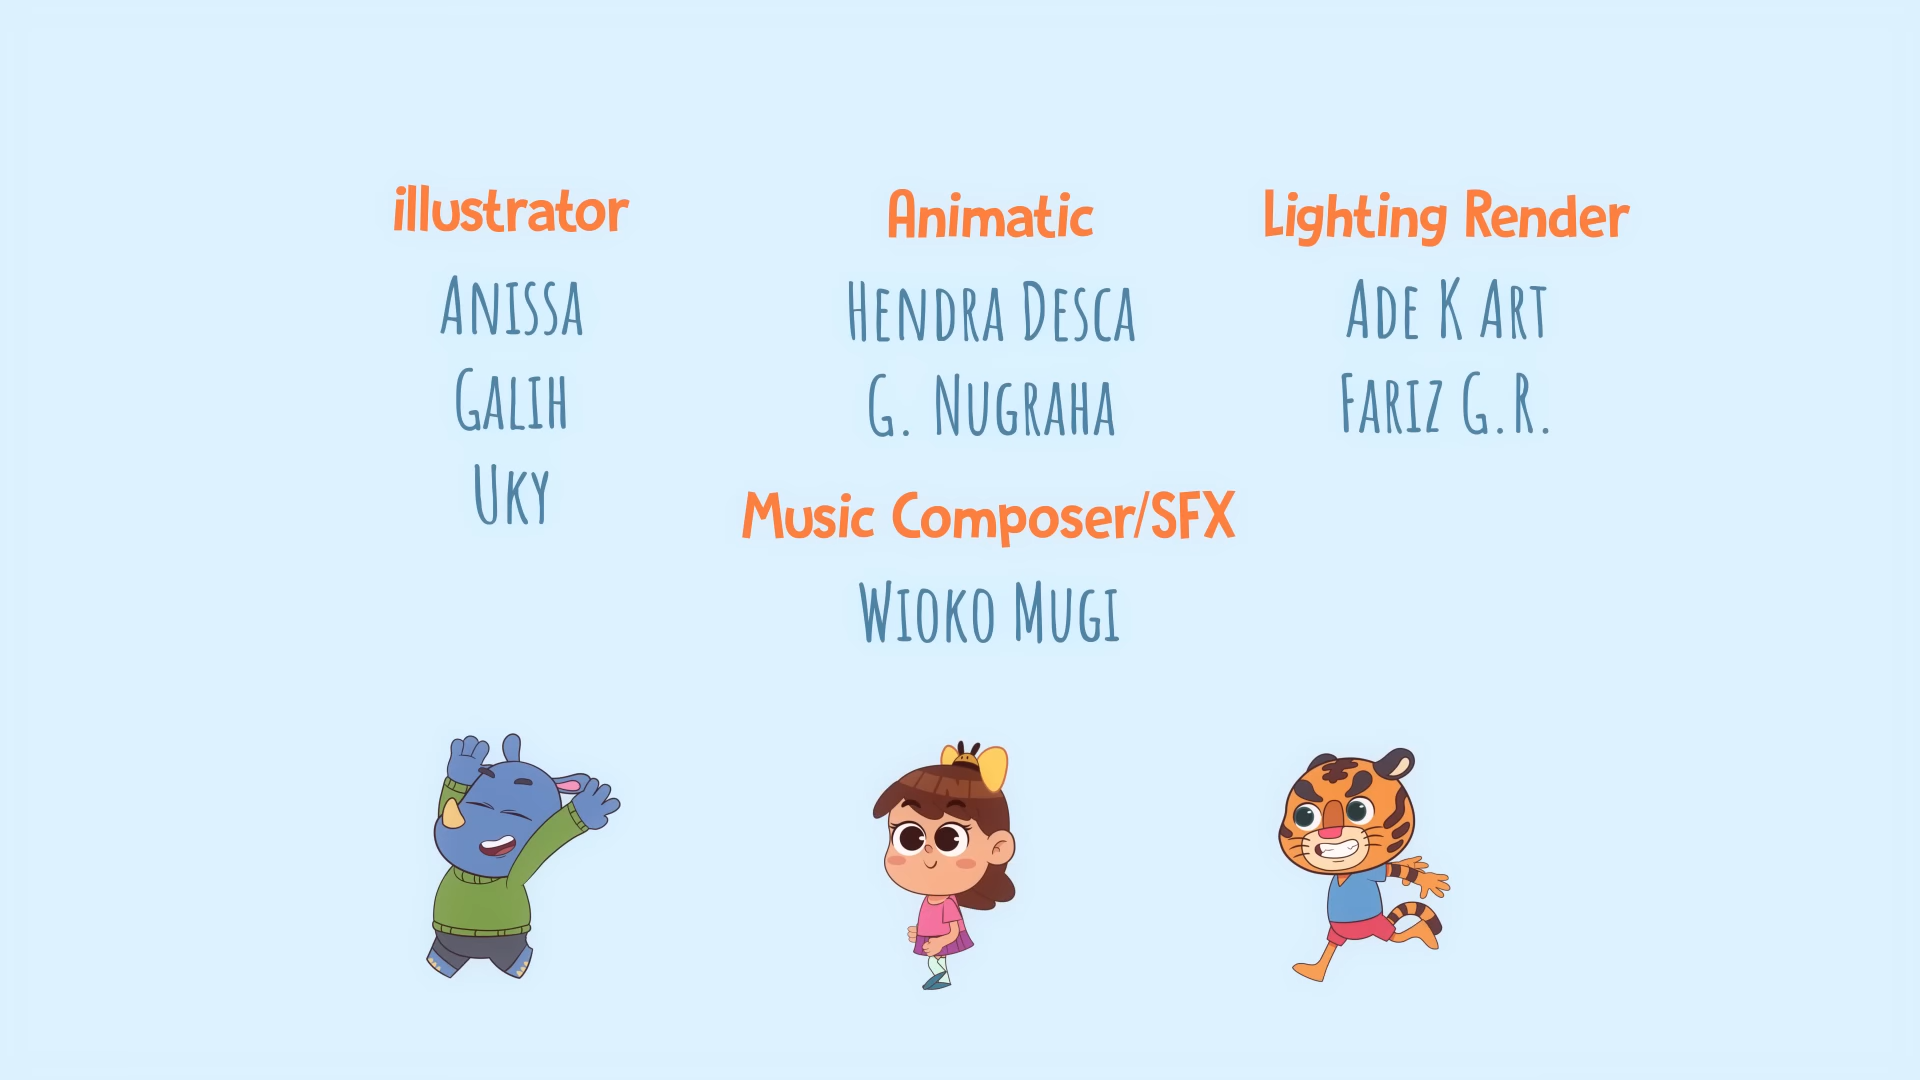 illustrator
Anissa
Galih
Uky
Animatic
Hendra Desca
G. Nugraha
Music Composer/SFX
Wioko Mugi
Lighting Render
Ade K Art
Fariz G.R.